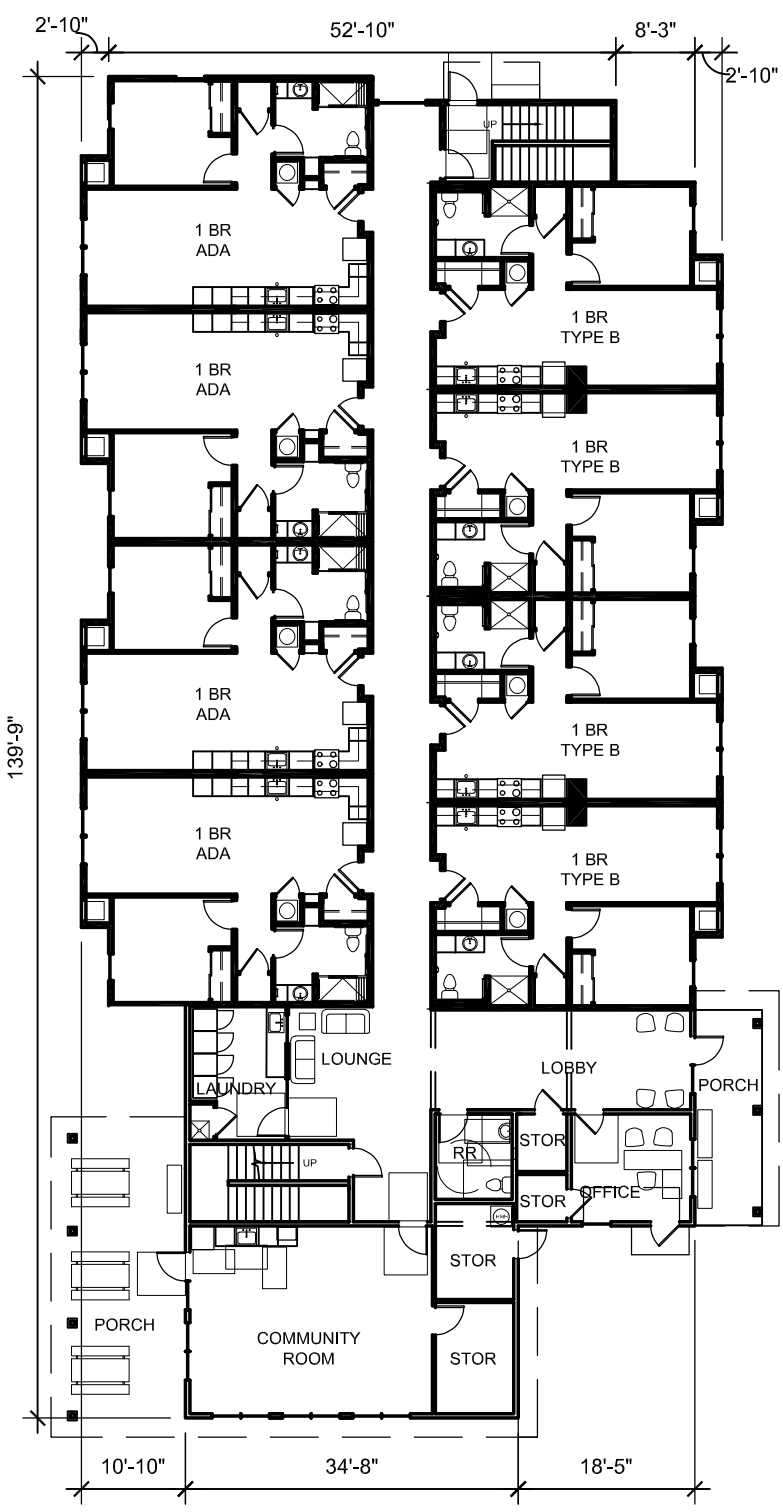 2'-10"
52'-10"
8'-3"
2'-10"
UP
1 BR
ADA
1 BR
TYPE B
1 BR
ADA
1 BR
TYPE B
1 BR
ADA
1 BR
TYPE B
139'-9"
1 BR
ADA
1 BR
TYPE B
LOUNGE
LOBBY
LAUNDRY
PORCH
STOR
RR
UP
STOR
OFFICE
STOR
PORCH
COMMUNITY
ROOM
STOR
10'-10"
34'-8"
18'-5"